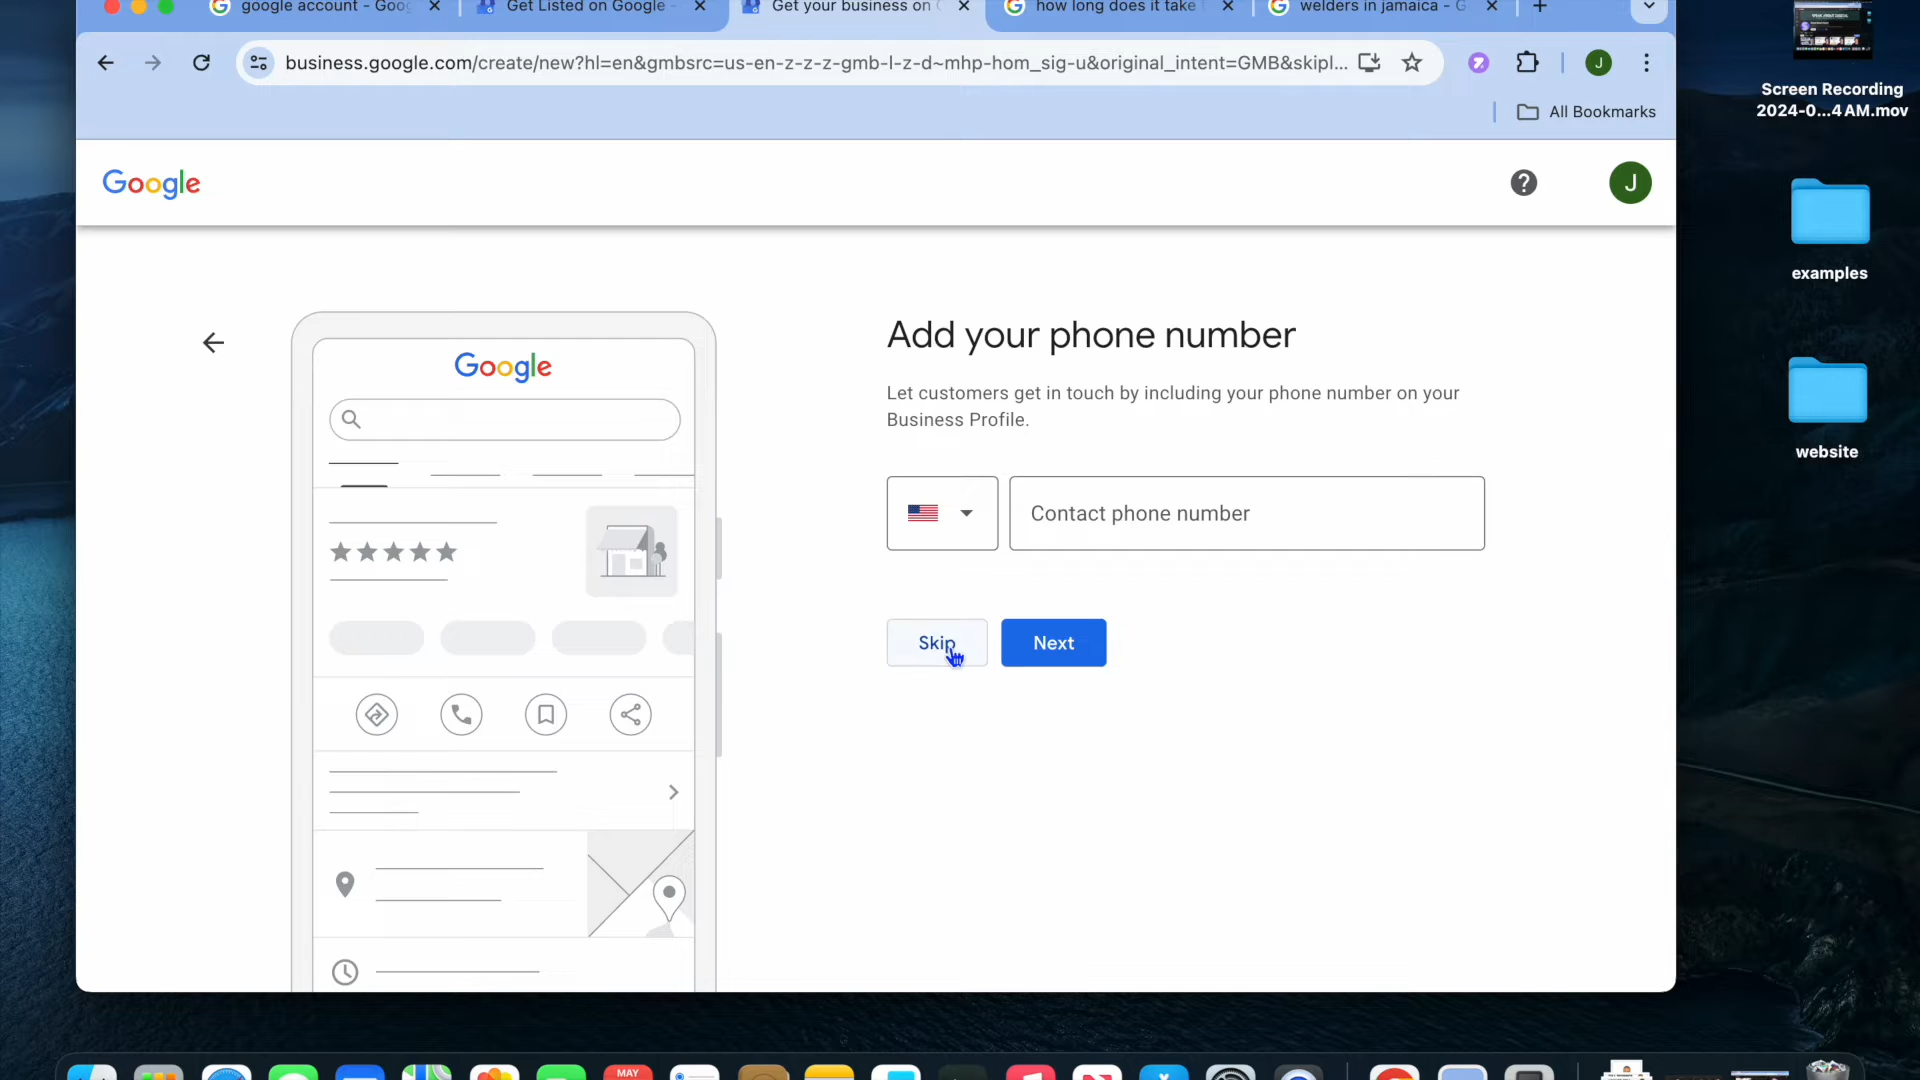 google account - Goo
Get Listed on Google -
Get your business on
how long does it take
welders in jamaica - G
business.google.com/create/new?hl=en&gmbsrc=us-en-z-z-z-gmb-l-z-d~mhp-hom_sig-u&original_intent=GMB&skipl...
J
All Bookmarks
Google
J
Google
Add your phone number
Let customers get in touch by including your phone number on your
Business Profile.
Contact phone number
Skip
Next
Screen Recording
2024-0...4 AM.mov
examples
website
MAY